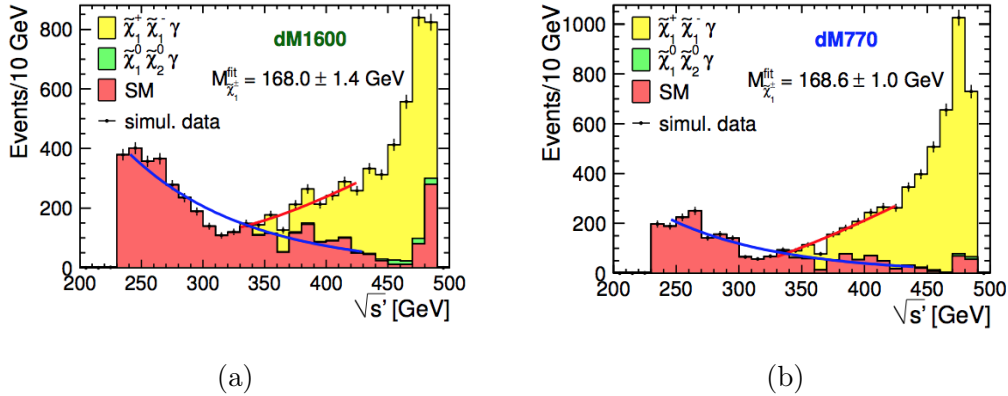 Events/10 GeV
800
600
400
200
0
χ̃₁⁺ χ̃₁⁻ γ
χ̃₁⁰ χ̃₂⁰ γ
SM
simul. data
dM1600
M^fit_χ̃₁± = 168.0 ± 1.4 GeV
200 250 300 350 400 450 500
√s' [GeV]
(a)
Events/10 GeV
1000
800
600
400
200
0
χ̃₁⁺ χ̃₁⁻ γ
χ̃₁⁰ χ̃₂⁰ γ
SM
simul. data
dM770
M^fit_χ̃₁± = 168.6 ± 1.0 GeV
200 250 300 350 400 450 500
√s' [GeV]
(b)